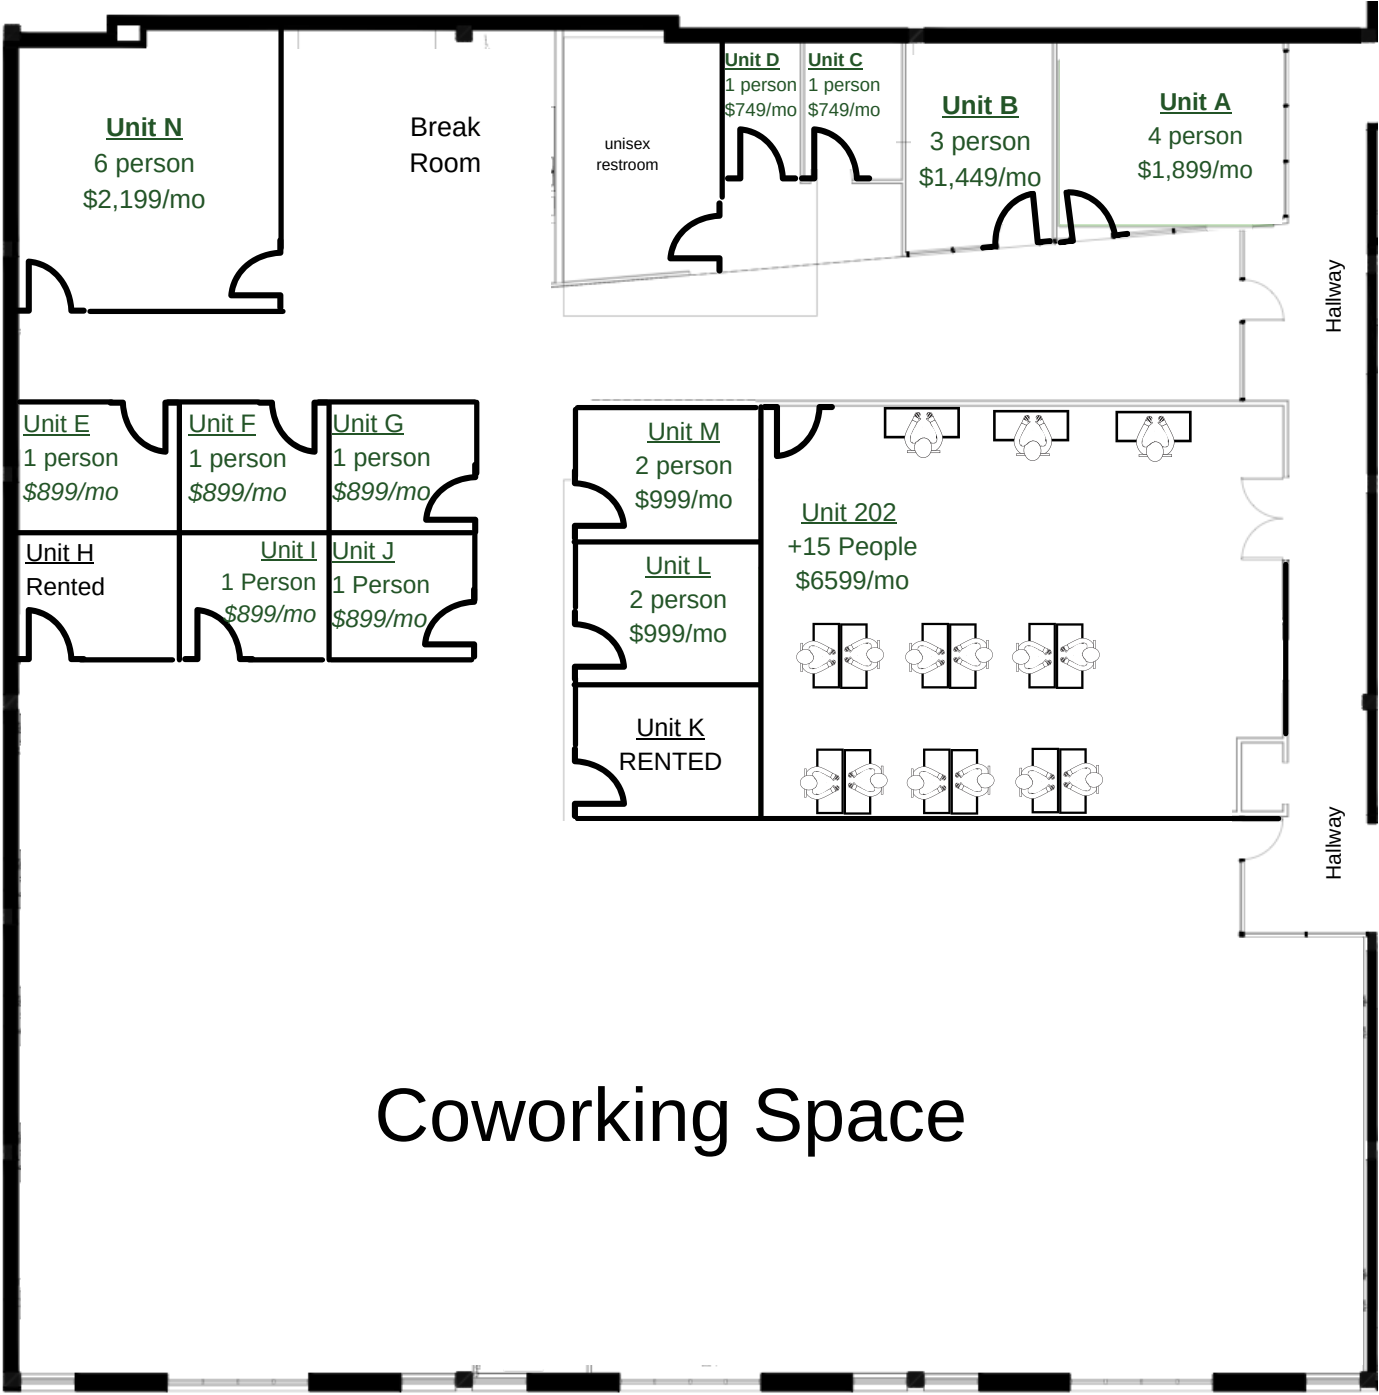 Unit N
6 person
$2,199/mo
Break
Room
unisex
restroom
Unit D
1 person
$749/mo
Unit C
1 person
$749/mo
Unit B
3 person
$1,449/mo
Unit A
4 person
$1,899/mo
Hallway
Unit E
1 person
$899/mo
Unit F
1 person
$899/mo
Unit G
1 person
$899/mo
Unit H
Rented
Unit I
1 Person
$899/mo
Unit J
1 Person
$899/mo
Unit M
2 person
$999/mo
Unit L
2 person
$999/mo
Unit K
RENTED
Unit 202
+15 People
$6599/mo
Hallway
Coworking Space